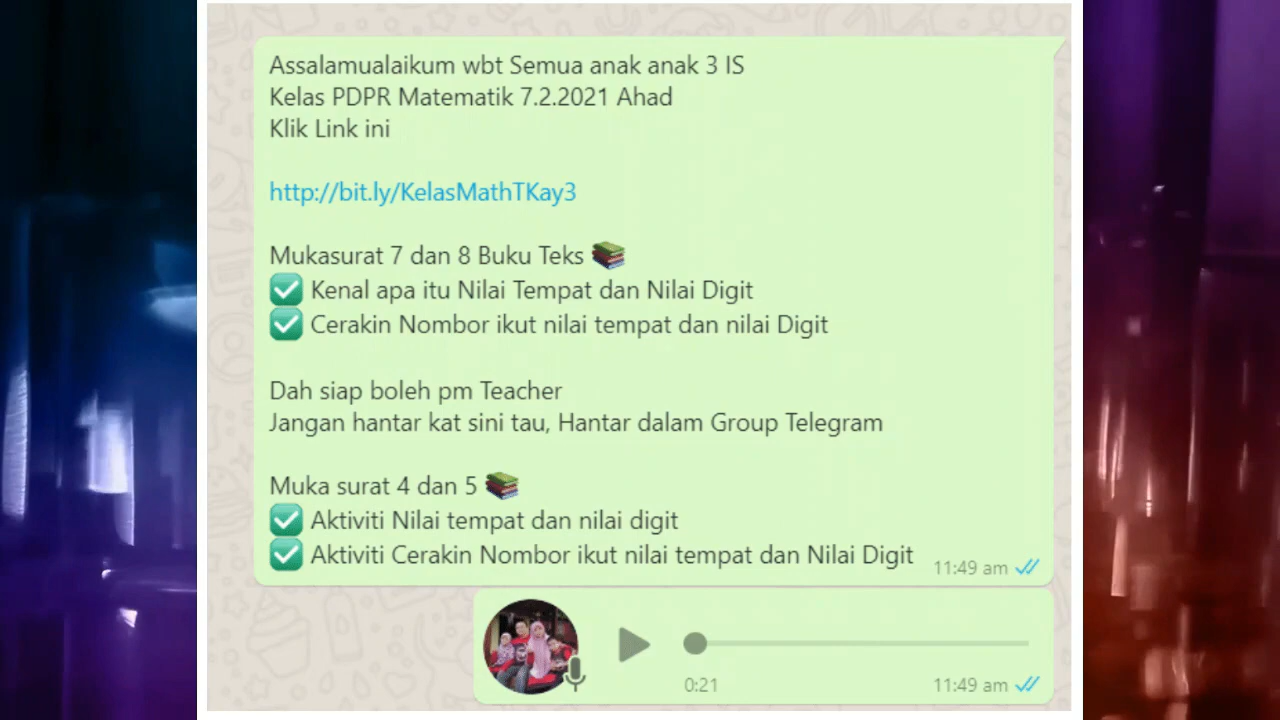 Assalamualaikum wbt Semua anak anak 3 IS
Kelas PDPR Matematik 7.2.2021 Ahad
Klik Link ini
http://bit.ly/KelasMathTKay3
Mukasurat 7 dan 8 Buku Teks 📚
✅ Kenal apa itu Nilai Tempat dan Nilai Digit
✅ Cerakin Nombor ikut nilai tempat dan nilai Digit
Dah siap boleh pm Teacher
Jangan hantar kat sini tau, Hantar dalam Group Telegram
Muka surat 4 dan 5 📚
✅ Aktiviti Nilai tempat dan nilai digit
✅ Aktiviti Cerakin Nombor ikut nilai tempat dan Nilai Digit
11:49 am
0:21
11:49 am